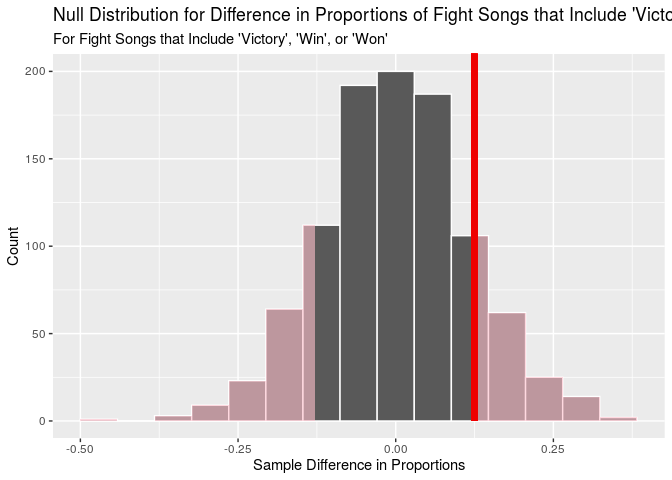 Null Distribution for Difference in Proportions of Fight Songs that Include 'Victo
For Fight Songs that Include 'Victory', 'Win', or 'Won'
200
150
100
50
0
Count
-0.50
-0.25
0.00
0.25
Sample Difference in Proportions